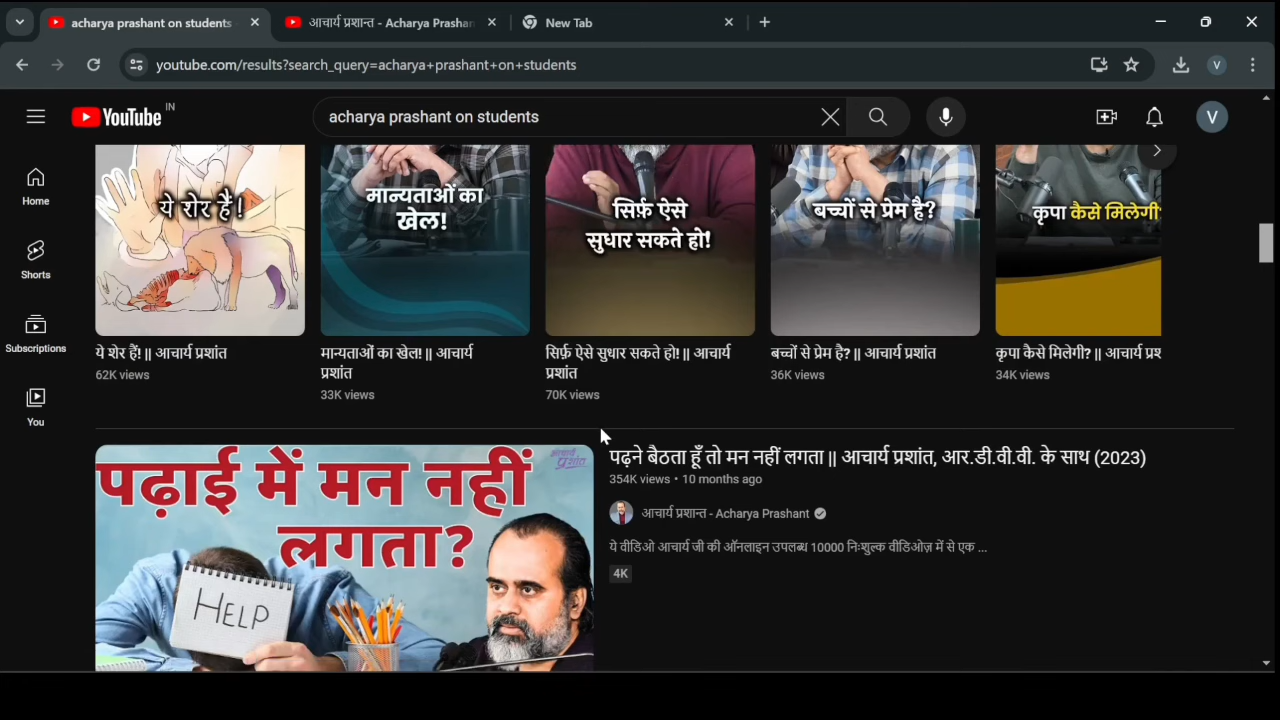 acharya prashant on students
आचार्य प्रशान्त - Acharya Prashan
New Tab
youtube.com/results?search_query=acharya+prashant+on+students
V
YouTube IN
acharya prashant on students
V
Home
Shorts
Subscriptions
You
ये शेर हैं!
मान्यताओं का
खेल!
सिर्फ़ ऐसे
सुधार सकते हो!
बच्चों से प्रेम है?
कृपा कैसे मिलेगी
ये शेर हैं! || आचार्य प्रशांत
62K views
मान्यताओं का खेल! || आचार्य
प्रशांत
33K views
सिर्फ़ ऐसे सुधार सकते हो! || आचार्य
प्रशांत
70K views
बच्चों से प्रेम है? || आचार्य प्रशांत
36K views
कृपा कैसे मिलेगी? || आचार्य प्रश
34K views
पढ़ाई में मन नहीं
लगता?
HELP
आचार्य
प्रशांत
पढ़ने बैठता हूँ तो मन नहीं लगता || आचार्य प्रशांत, आर.डी.वी.वी. के साथ (2023)
354K views • 10 months ago
आचार्य प्रशान्त - Acharya Prashant
ये वीडिओ आचार्य जी की ऑनलाइन उपलब्ध 10000 निःशुल्क वीडिओज़ में से एक ...
4K